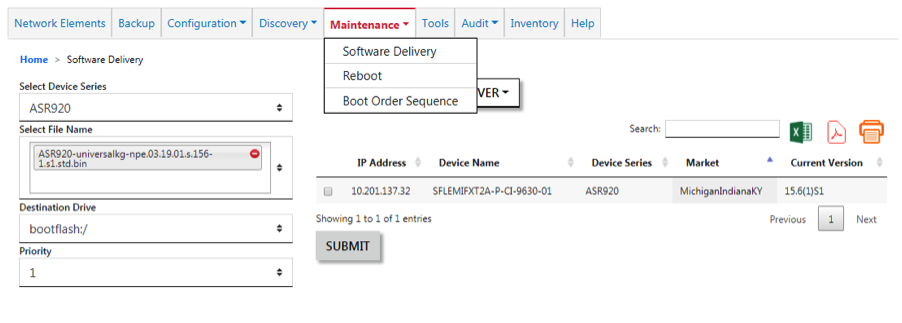 Network Elements Backup Configuration Discovery Maintenance Tools Audit Inventory Help
Software Delivery
Reboot
Boot Order Sequence
Home > Software Delivery
Select Device Series
ASR920
Select File Name
ASR920-universalkg-npe.03.19.01.s.156-
1.s1.std.bin
Destination Drive
bootflash:/
Priority
1
VER
Search:
IP Address Device Name Device Series Market Current Version
10.201.137.32 SFLEMIFXT2A-P-CI-9630-01 ASR920 MichiganIndianaKY 15.6(1)S1
Showing 1 to 1 of 1 entries
Previous 1 Next
SUBMIT